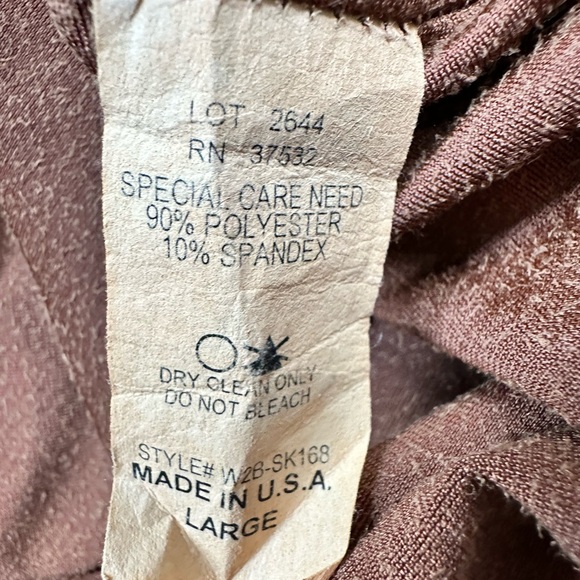 LOT 2644
RN 37532
SPECIAL CARE NEED
90% POLYESTER
10% SPANDEX
DRY CLEAN ONLY
DO NOT BLEACH
STYLE# W2B-SK168
MADE IN U.S.A.
LARGE